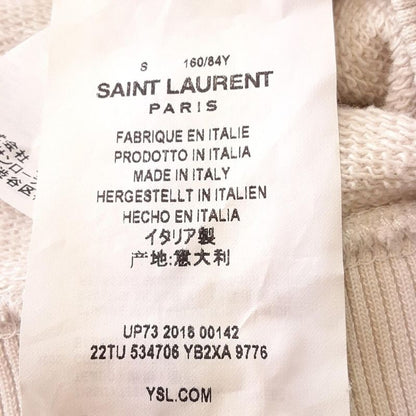 S 160/84Y
SAINT LAURENT
PARIS
FABRIQUE EN ITALIE
PRODOTTO IN ITALIA
MADE IN ITALY
HERGESTELLT IN ITALIEN
HECHO EN ITALIA
イタリア製
产地:意大利
UP73 2018 00142
22TU 534706 YB2XA 9776
YSL.COM